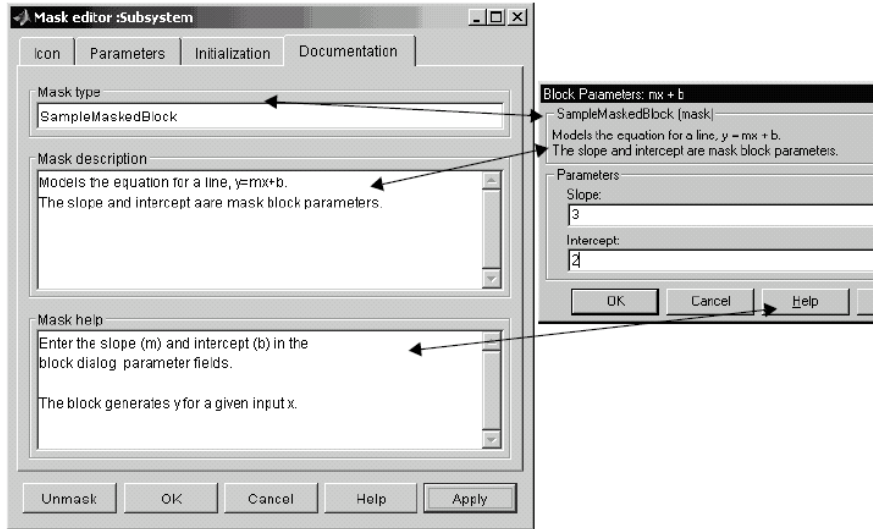 Mask editor :Subsystem
Icon
Parameters
Initialization
Documentation
Mask type
SampleMaskedBlock
Mask description
Models the equation for a line, y=mx+b.
The slope and intercept aare mask block parameters.
Mask help
Enter the slope (m) and intercept (b) in the
block dialog parameter fields.
The block generates y for a given input x.
Unmask
OK
Cancel
Help
Apply
Block Parameters: mx + b
SampleMaskedBlock (mask)
Models the equation for a line, y = mx + b.
The slope and intercept are mask block parameters.
Parameters
Slope:
3
Intercept:
2
OK
Cancel
Help